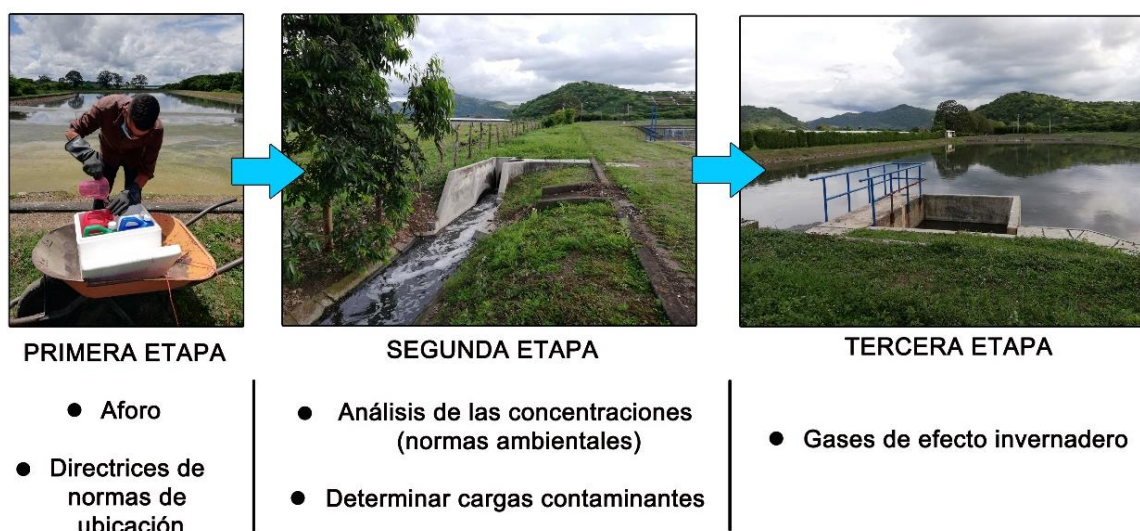 PRIMERA ETAPA
● Aforo
● Directrices de
normas de
ubicación
SEGUNDA ETAPA
● Análisis de las concentraciones
(normas ambientales)
● Determinar cargas contaminantes
TERCERA ETAPA
● Gases de efecto invernadero